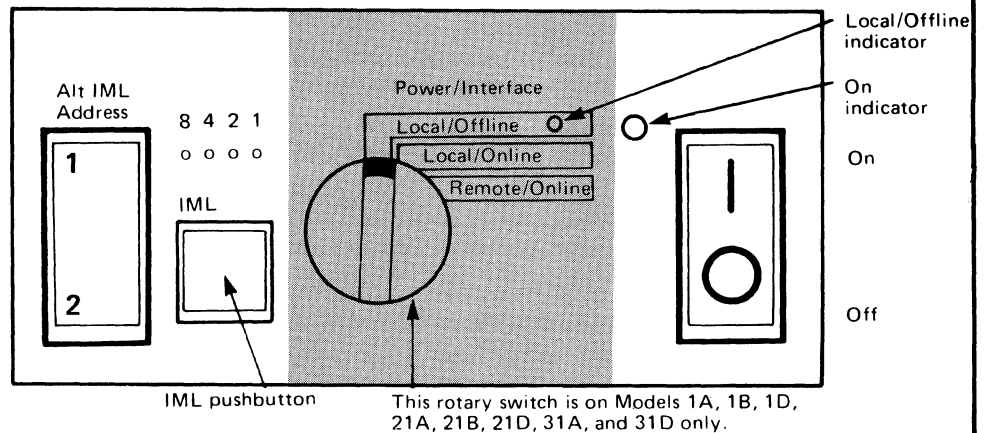 Local/Offline
indicator
Alt IML
Address
Power/Interface
On
indicator
8 4 2 1
Local/Offline
1
Local/Online
On
Remote/Online
IML
2
Off
IML pushbutton
This rotary switch is on Models 1A, 1B, 1D,
21A, 21B, 21D, 31A, and 31D only.